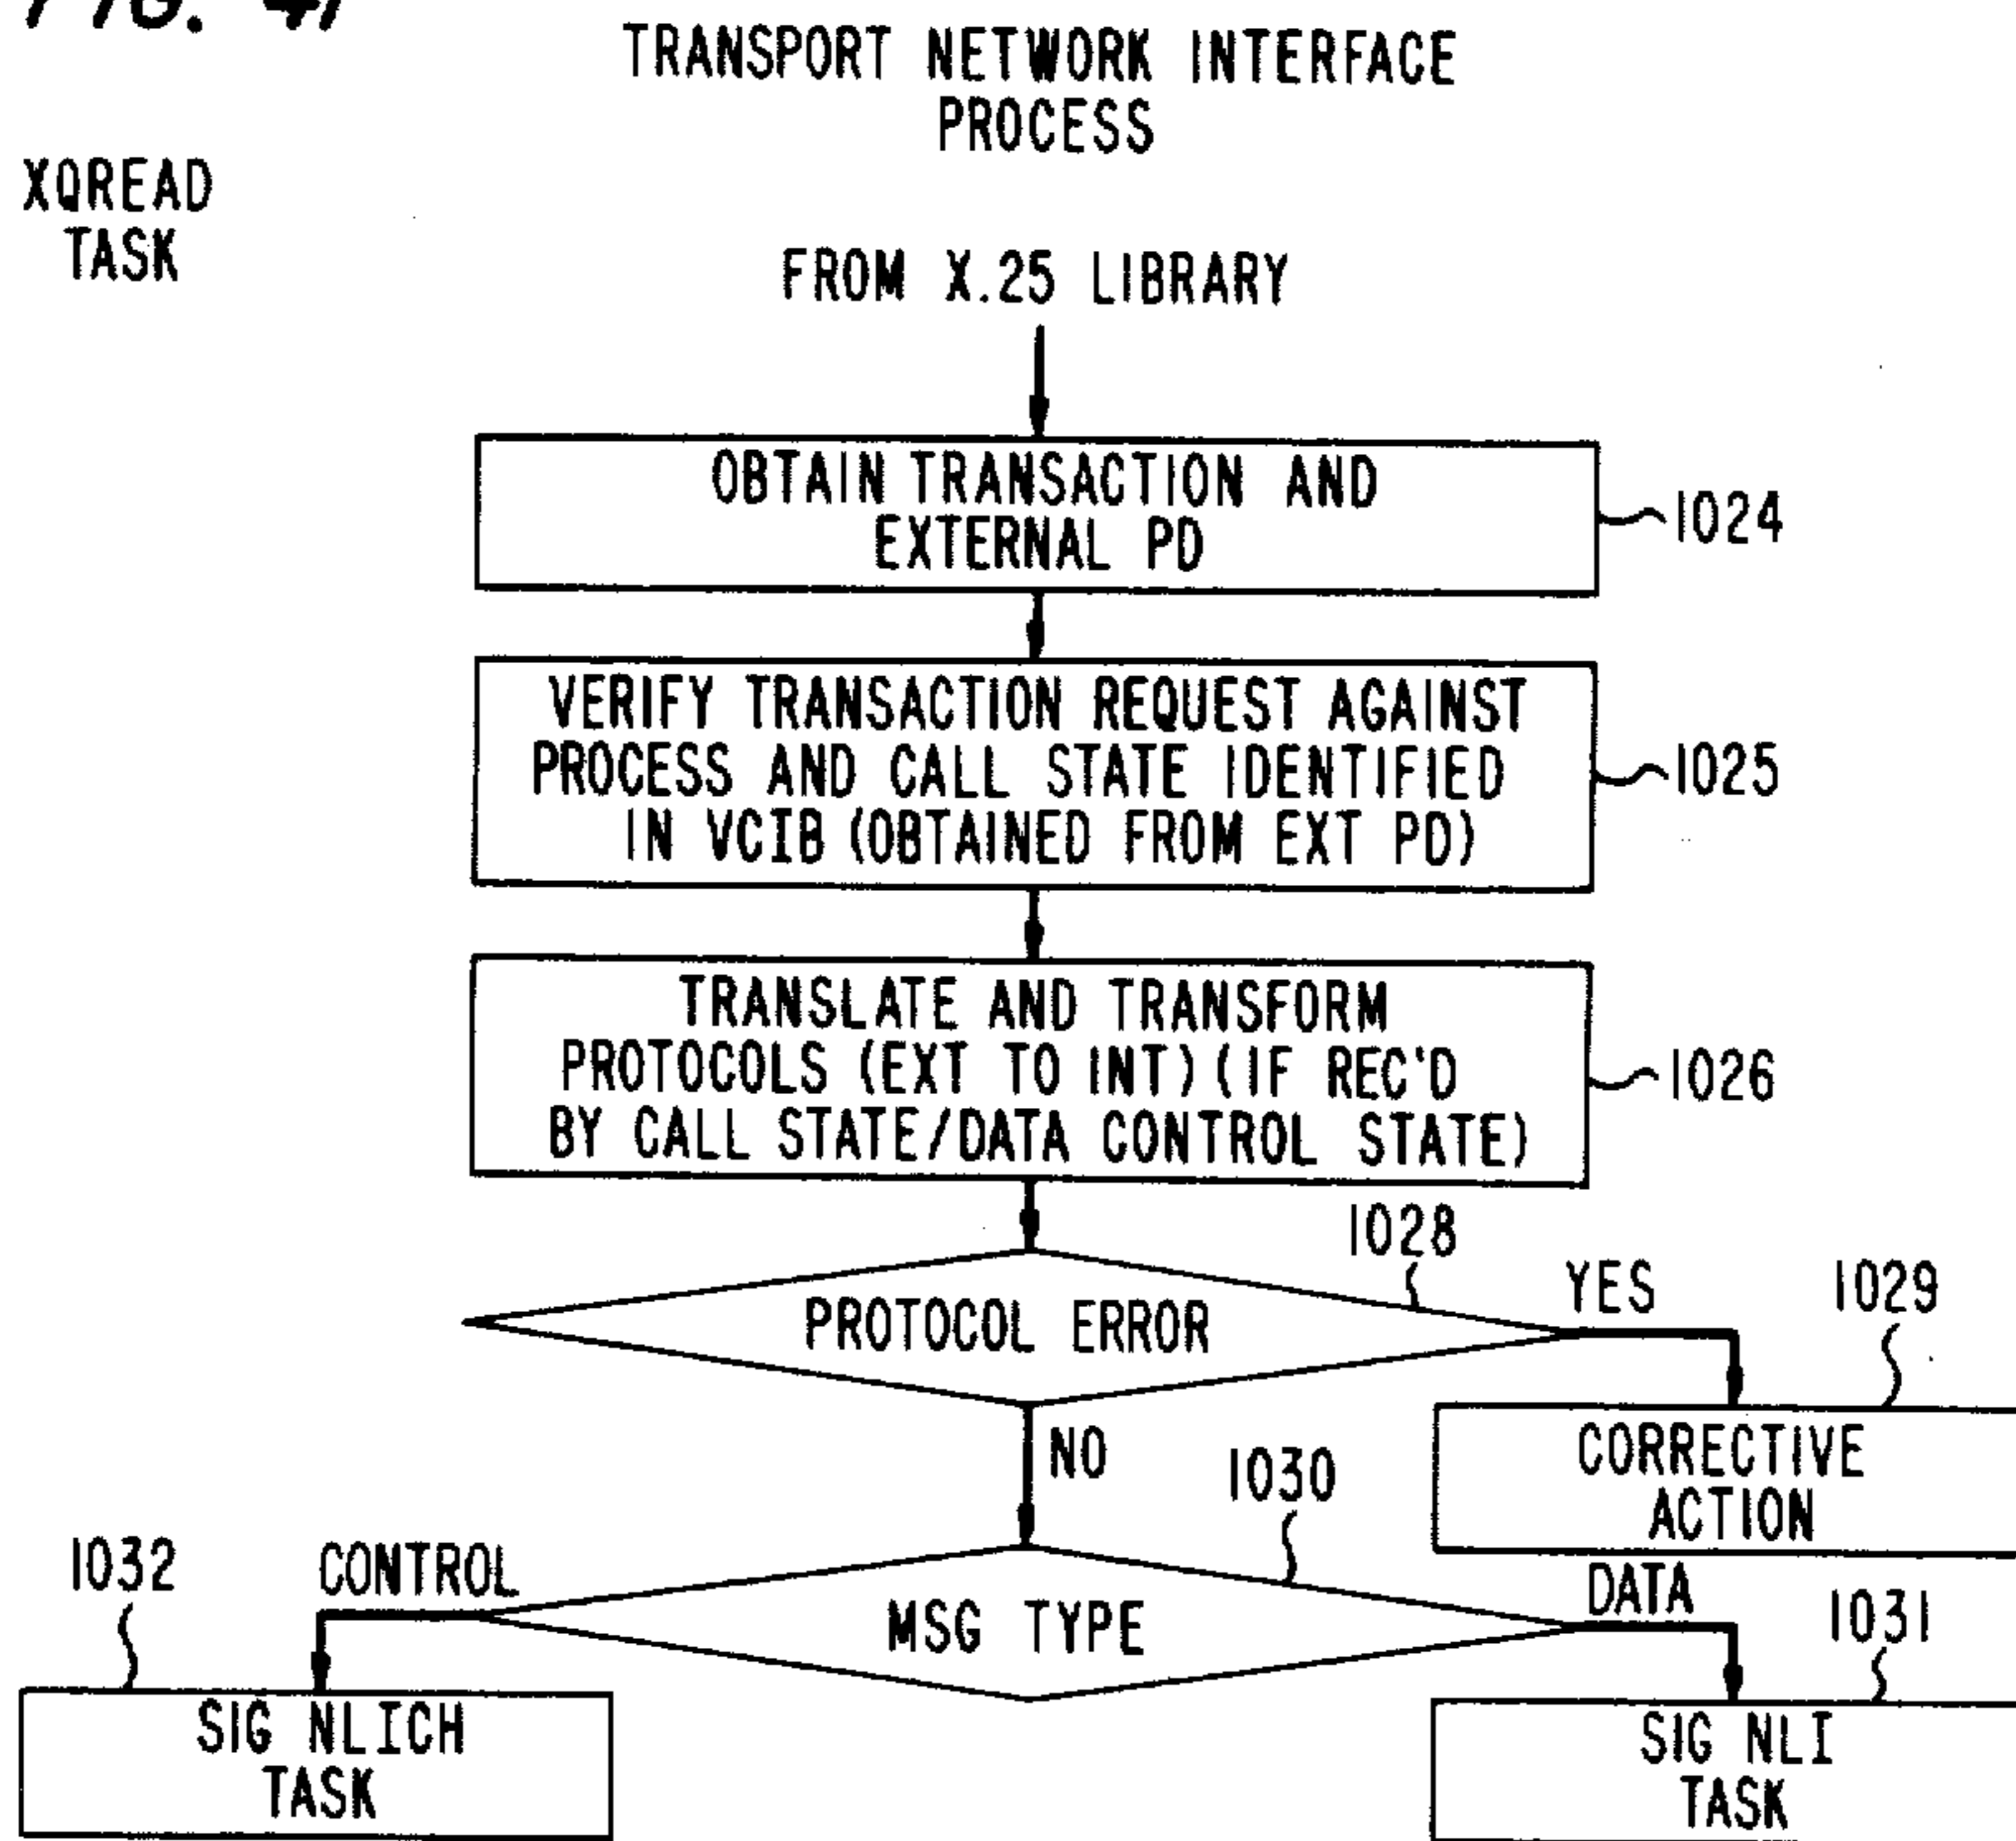 FIG. 41
TRANSPORT NETWORK INTERFACE
PROCESS
XQREAD
TASK
FROM X.25 LIBRARY
OBTAIN TRANSACTION AND
EXTERNAL PD
1024
VERIFY TRANSACTION REQUEST AGAINST
PROCESS AND CALL STATE IDENTIFIED
IN VCIB (OBTAINED FROM EXT PD)
1025
TRANSLATE AND TRANSFORM
PROTOCOLS (EXT TO INT) (IF REC'D
BY CALL STATE/DATA CONTROL STATE)
1026
1028
PROTOCOL ERROR
YES
1029
CORRECTIVE
ACTION
NO
1030
1032
CONTROL
MSG TYPE
DATA
1031
SIG NLICH
TASK
SIG NLI
TASK